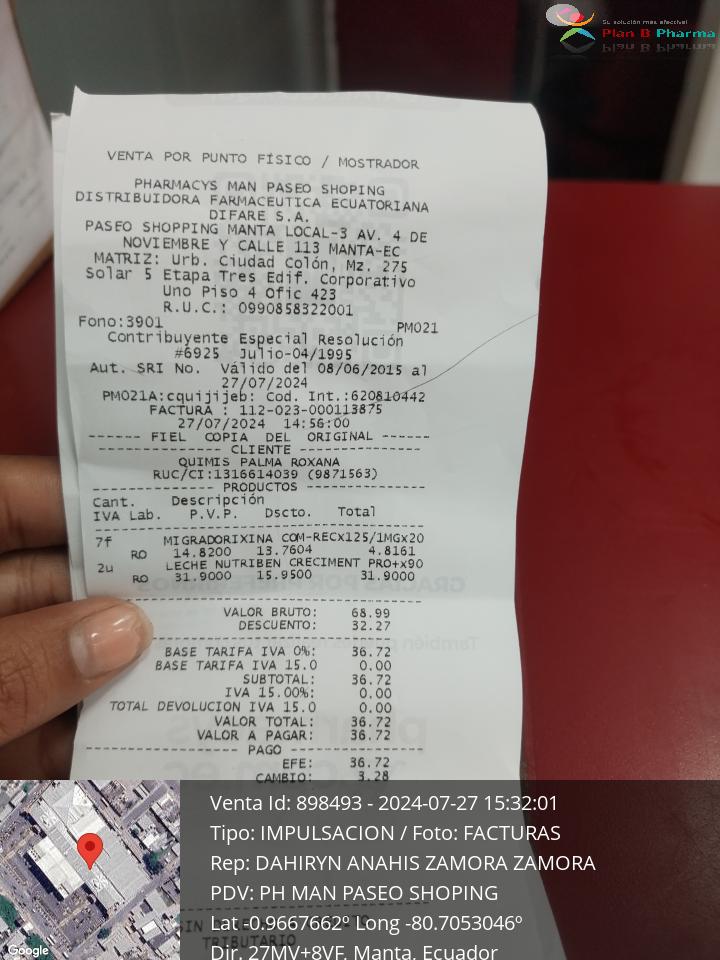 Su solución más efectiva!
Plan B Pharma
VENTA POR PUNTO FÍSICO / MOSTRADOR
PHARMACYS MAN PASEO SHOPING
DISTRIBUIDORA FARMACEUTICA ECUATORIANA
DIFARE S.A.
PASEO SHOPPING MANTA LOCAL-3 AV. 4 DE
NOVIEMBRE Y CALLE 113 MANTA-EC
MATRIZ: Urb. Ciudad Colón, Mz. 275
Solar 5 Etapa Tres Edif. Corporativo
Uno Piso 4 Ofic 423
R.U.C.: 0990858322001
Fono:3901 PM021
Contribuyente Especial Resolución
#6925 Julio-04/1995
Aut. SRI No. Válido del 08/06/2015 al
27/07/2024
PM021A:cquijijeb: Cod. Int.:620810442
FACTURA : 112-023-000113875
27/07/2024 14:56:00
------ FIEL COPIA DEL ORIGINAL ------
CLIENTE
QUIMIS PALMA ROXANA
RUC/CI:1316614039 (9871563)
PRODUCTOS
Cant. Descripción
IVA Lab. P.V.P. Dscto. Total
7f MIGRADORIXINA COM-RECX125/1MGX20
RO 14.8200 13.7604 4.8161
2u LECHE NUTRIBEN CRECIMENT PRO+x90
RO 31.9000 15.9500 31.9000
VALOR BRUTO: 68.99
DESCUENTO: 32.27
BASE TARIFA IVA 0%: 36.72
BASE TARIFA IVA 15.0 0.00
SUBTOTAL: 36.72
IVA 15.00%: 0.00
TOTAL DEVOLUCION IVA 15.0 0.00
VALOR TOTAL: 36.72
VALOR A PAGAR: 36.72
PAGO
EFE: 36.72
CAMBIO: 3.28
Venta Id: 898493 - 2024-07-27 15:32:01
Tipo: IMPULSACION / Foto: FACTURAS
Rep: DAHIRYN ANAHIS ZAMORA ZAMORA
PDV: PH MAN PASEO SHOPING
Lat -0.9667662º Long -80.7053046º
TRIBUTARIO
Dir. 27MV+8VF, Manta, Ecuador
Google